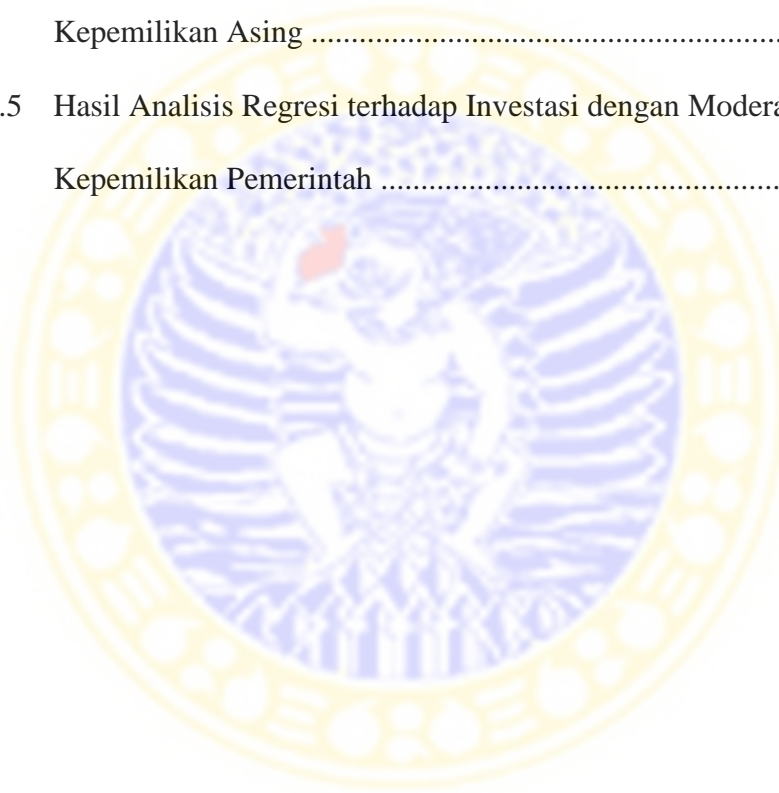 Kepemilikan Asing ........................................................
.5 Hasil Analisis Regresi terhadap Investasi dengan Modera
Kepemilikan Pemerintah ................................................